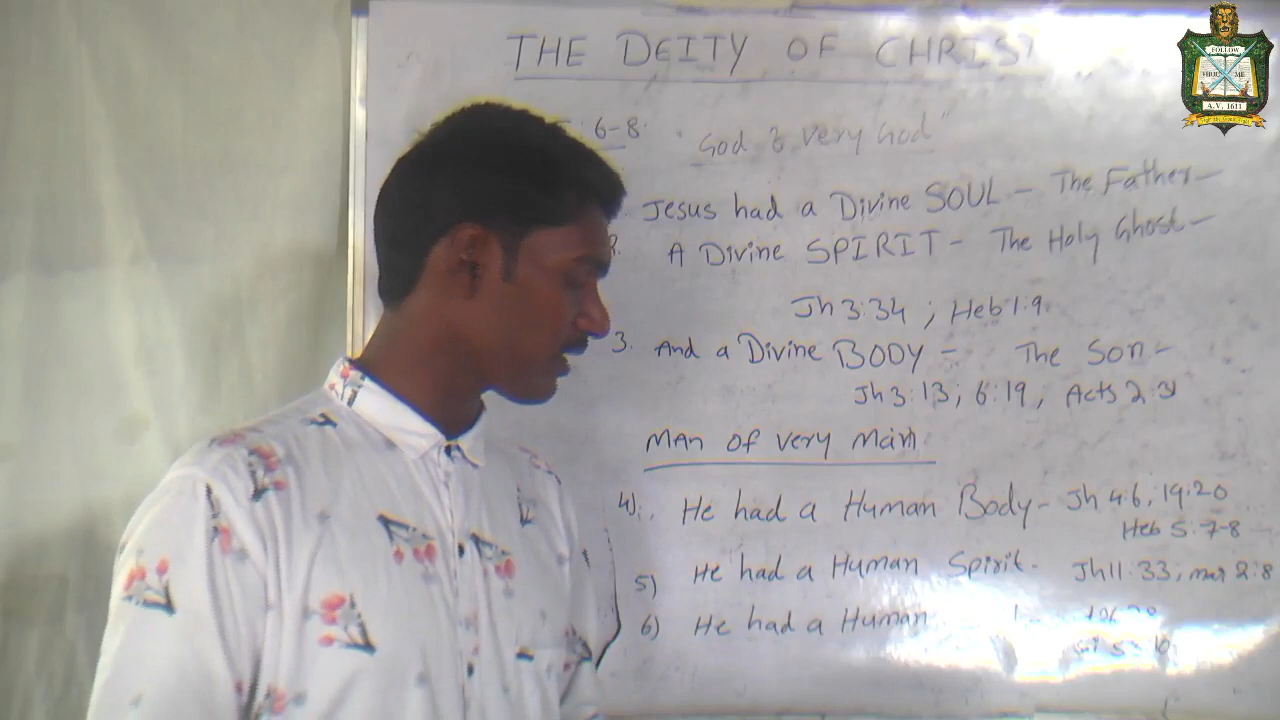 THE DEITY OF CHRIST
6-8. "God & very God"
Jesus had a Divine SOUL - The Father-
A Divine SPIRIT - The Holy Ghost -
Jh 3:34 ; Heb 1:9
3. And a Divine BODY - The Son -
Jh 3:13; 6:19, Acts 2:31
MAN OF very Man
4) He had a Human Body - Jh 4:6; 19:20
Heb 5:7-8
5) He had a Human Spirit - Jh 11:33; mar 2:8
6) He had a Human
FOLLOW
THOU ME
A.V. 1611